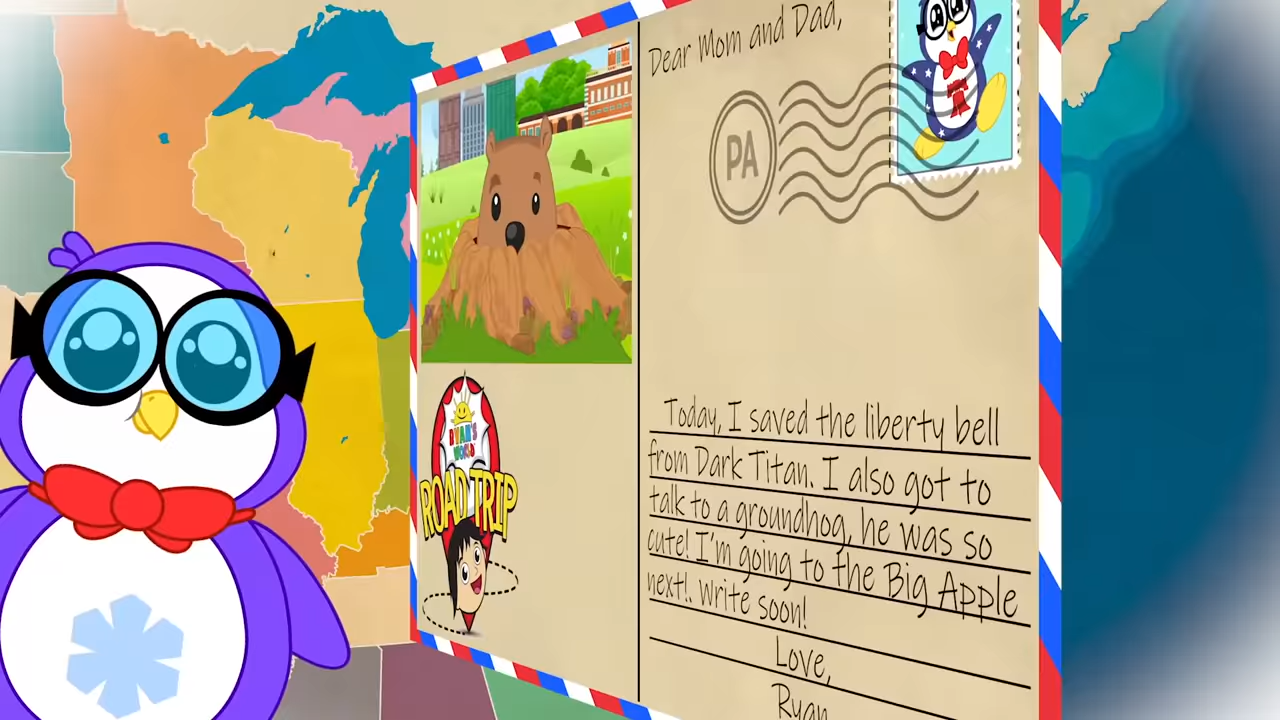 Dear Mom and Dad,
PA
Today, I saved the liberty bell
from Dark Titan. I also got to
talk to a groundhog, he was so
cute! I'm going to the Big Apple
next!. Write soon!
Love,
Ryan
RYAN'S
WORLD
ROAD TRIP